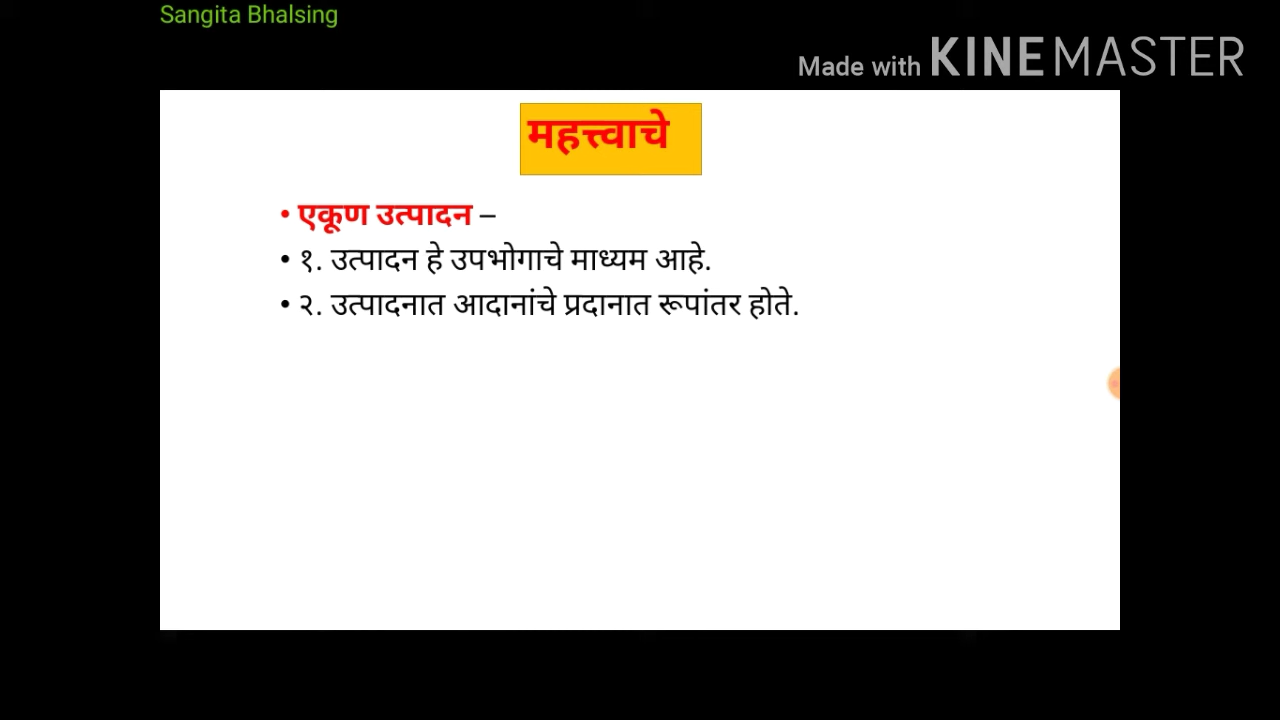 Sangita Bhalsing
Made with KINEMASTER
महत्त्वाचे
• एकूण उत्पादन –
• १. उत्पादन हे उपभोगाचे माध्यम आहे.
• २. उत्पादनात आदानांचे प्रदानात रूपांतर होते.